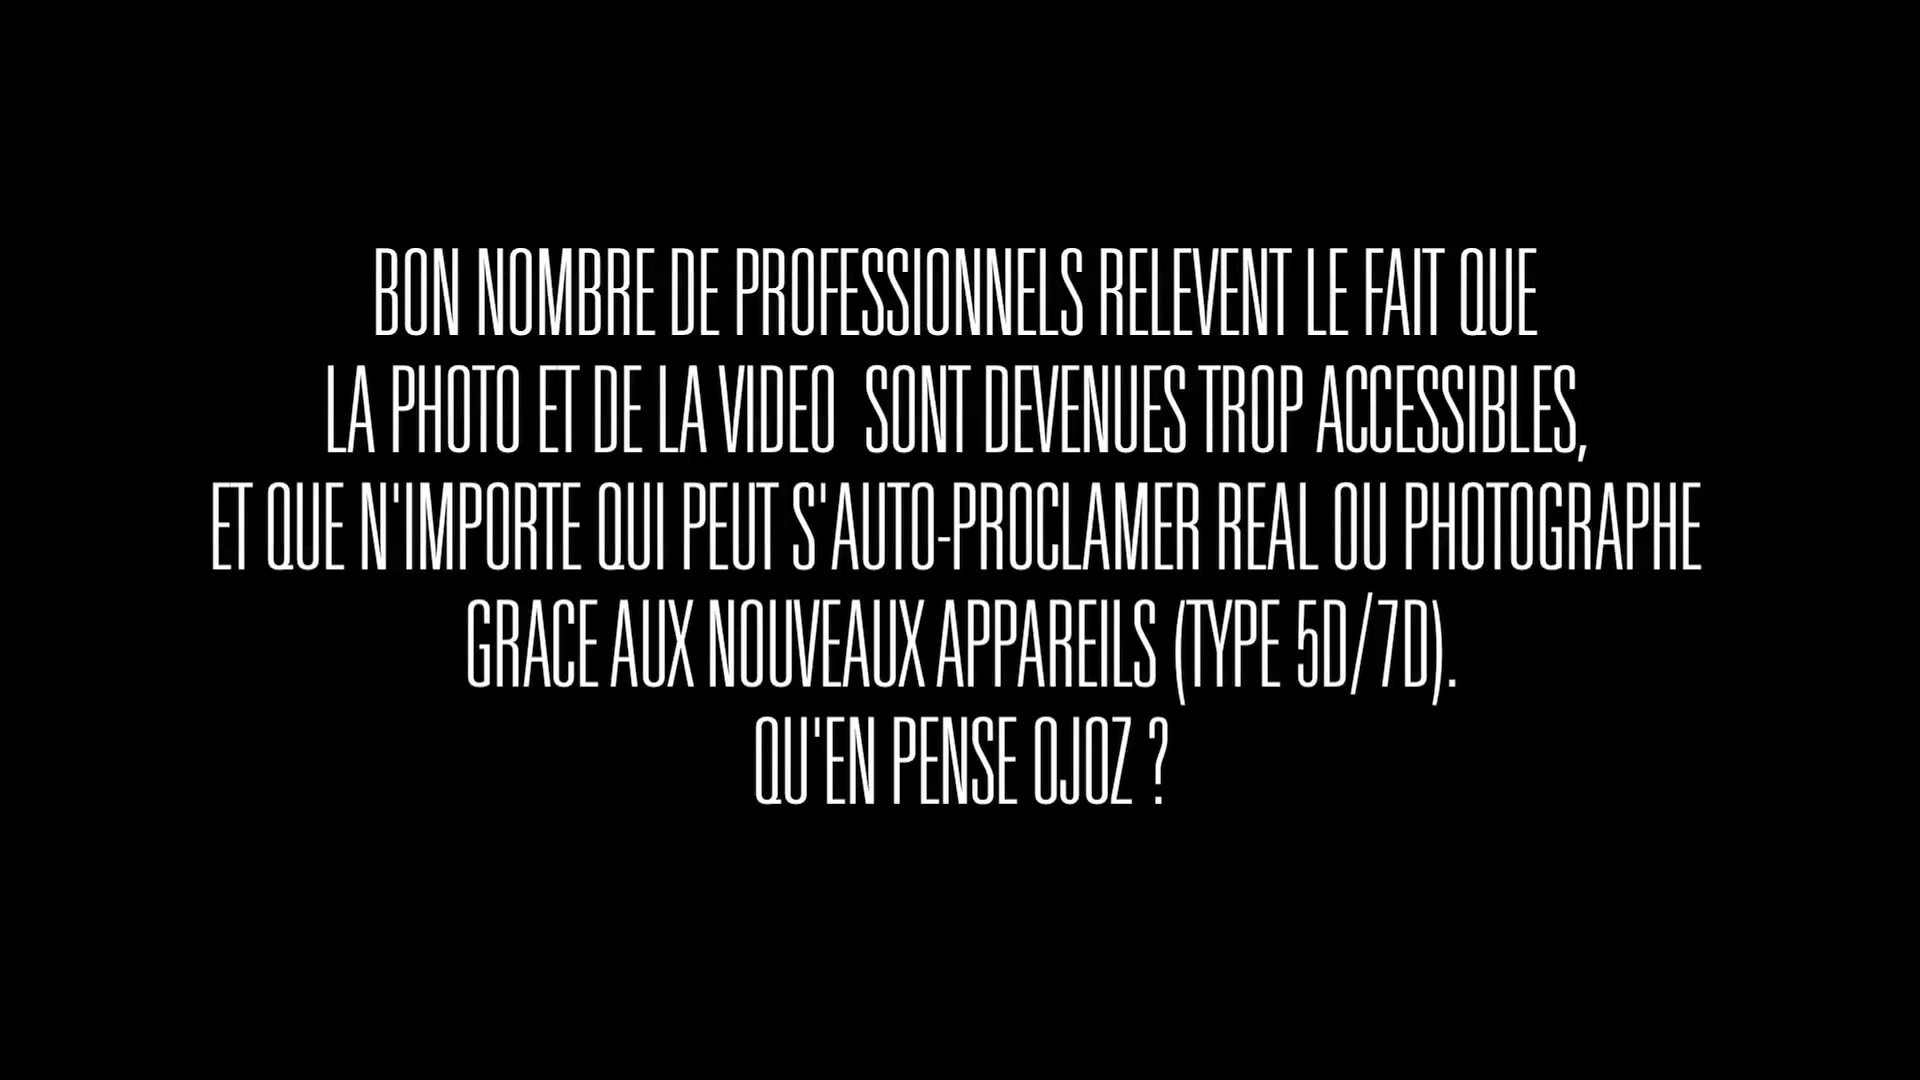 BON NOMBRE DE PROFESSIONNELS RELEVENT LE FAIT QUE
LA PHOTO ET DE LA VIDEO SONT DEVENUES TROP ACCESSIBLES,
ET QUE N'IMPORTE QUI PEUT S'AUTO-PROCLAMER REAL OU PHOTOGRAPHE
GRACE AUX NOUVEAUX APPAREILS (TYPE 5D/7D).
QU'EN PENSE OJOZ ?